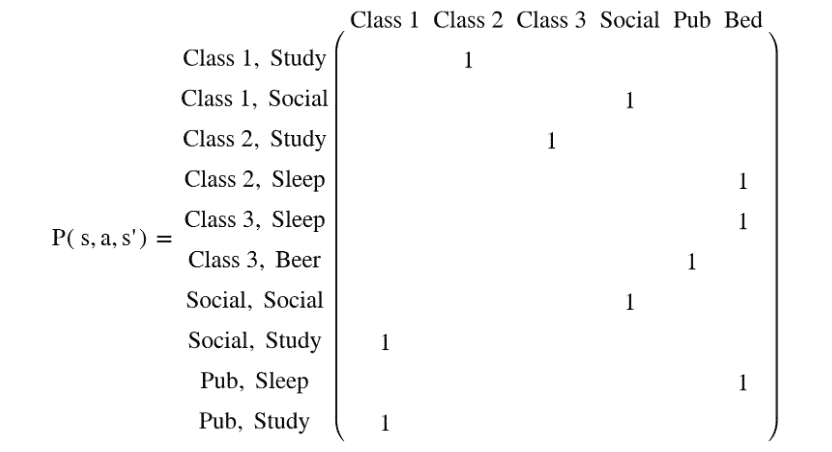 Class 1 Class 2 Class 3 Social Pub Bed
Class 1, Study 1
Class 1, Social 1
Class 2, Study 1
Class 2, Sleep 1
Class 3, Sleep 1
P( s, a, s' ) =
Class 3, Beer 1
Social, Social 1
Social, Study 1
Pub, Sleep 1
Pub, Study 1